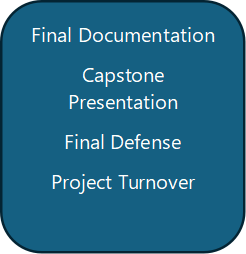 Final Documentation
Capstone
Presentation
Final Defense
Project Turnover